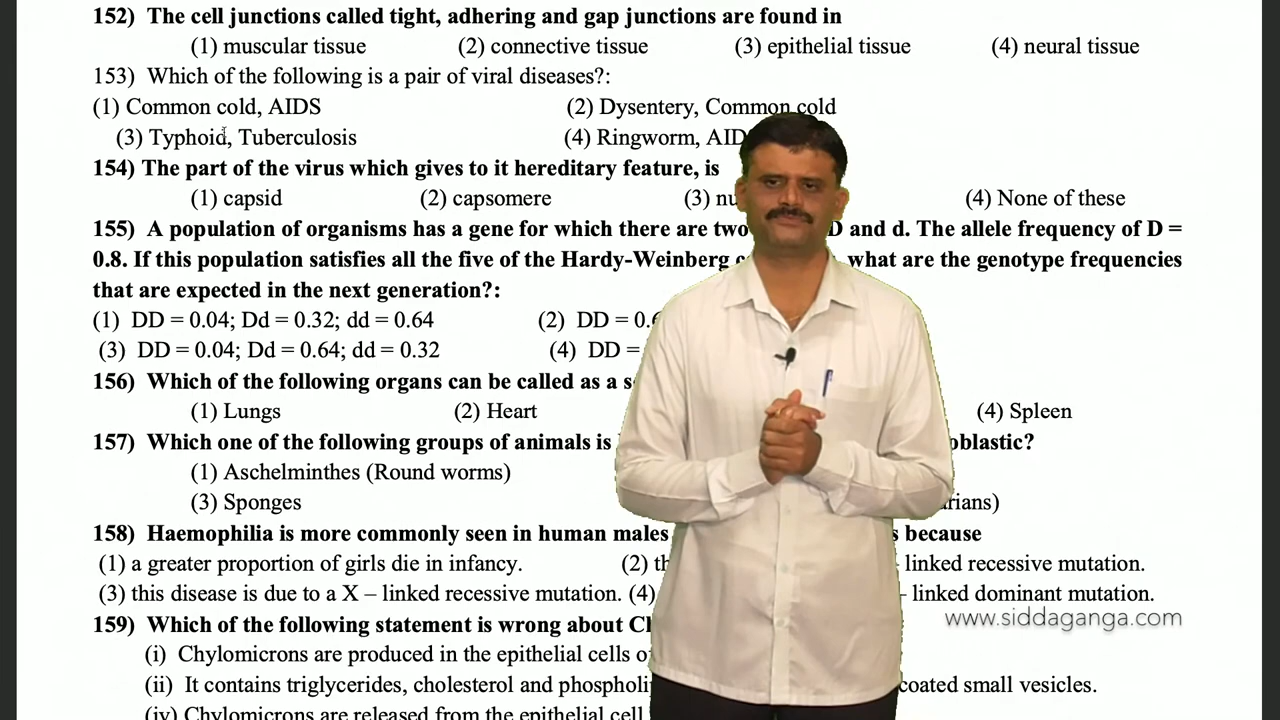 152) The cell junctions called tight, adhering and gap junctions are found in
(1) muscular tissue (2) connective tissue (3) epithelial tissue (4) neural tissue
153) Which of the following is a pair of viral diseases?:
(1) Common cold, AIDS (2) Dysentery, Common cold
(3) Typhoid, Tuberculosis (4) Ringworm,
154) The part of the virus which gives to it hereditary feature, is
(1) capsid (2) capsomere (3) (4) None of these
155) A population of organisms has a gene for which there are two D and d. The allele frequency of D =
0.8. If this population satisfies all the five of the Hardy-Weinberg what are the genotype frequencies
that are expected in the next generation?:
(1) DD = 0.04; Dd = 0.32; dd = 0.64 (2) DD =
(3) DD = 0.04; Dd = 0.64; dd = 0.32 (4) DD =
156) Which of the following organs can be called as a
(1) Lungs (2) Heart (4) Spleen
157) Which one of the following groups of animals is
(1) Aschelminthes (Round worms)
(3) Sponges
158) Haemophilia is more commonly seen in human males because
(1) a greater proportion of girls die in infancy. (2) linked recessive mutation.
(3) this disease is due to a X – linked recessive mutation. (4) – linked dominant mutation.
www.siddaganga.com
159) Which of the following statement is wrong about
(i) Chylomicrons are produced in the epithelial cells
(ii) It contains triglycerides, cholesterol and coated small vesicles.
(iv) Chylomicrons are released from the epithelial cell